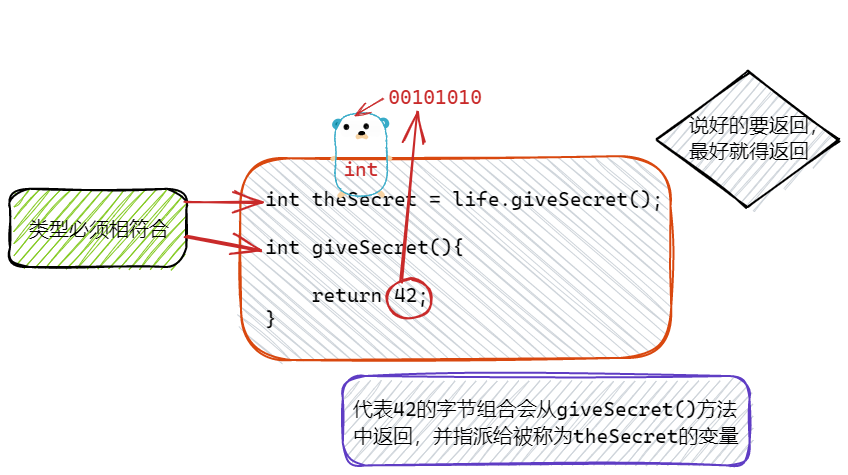 00101010
说好的要返回，
最好就得返回
int
int theSecret = life.giveSecret();
类型必须相符合
int giveSecret(){
return 42;
}
代表42的字节组合会从giveSecret()方法
中返回，并指派给被称为theSecret的变量